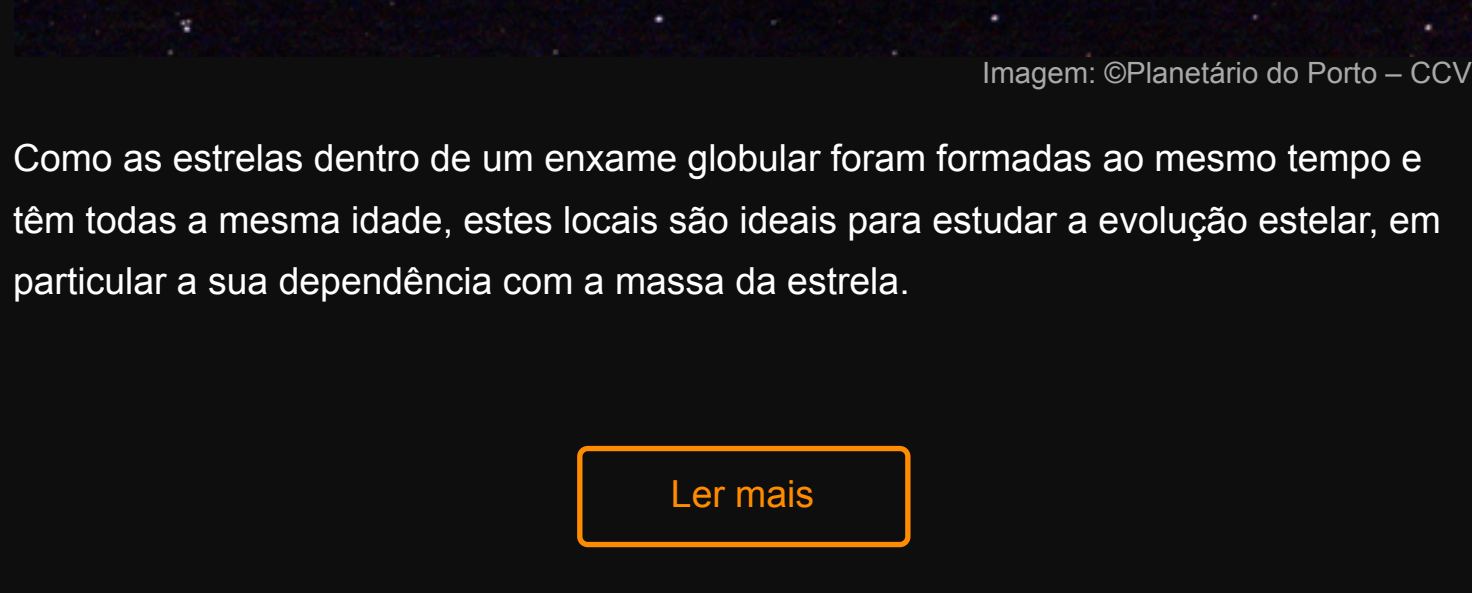 Imagem: ©Planetário do Porto – CCV
Como as estrelas dentro de um enxame globular foram formadas ao mesmo tempo e
têm todas a mesma idade, estes locais são ideais para estudar a evolução estelar, em
particular a sua dependência com a massa da estrela.
Ler mais